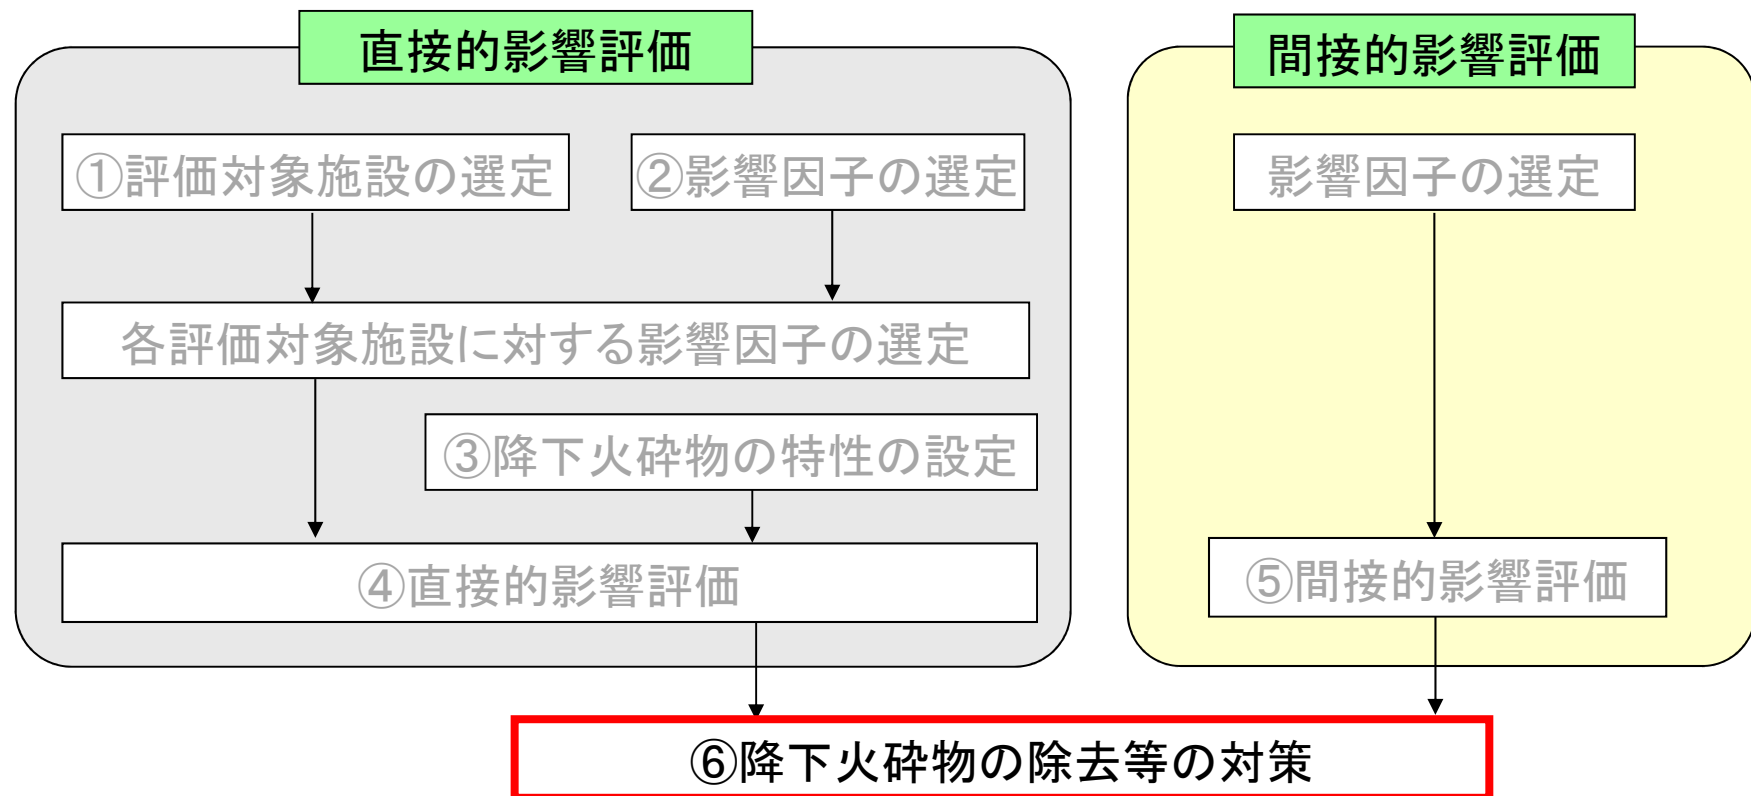 直接的影響評価
①評価対象施設の選定
②影響因子の選定
各評価対象施設に対する影響因子の選定
③降下火砕物の特性の設定
④直接的影響評価
間接的影響評価
影響因子の選定
⑤間接的影響評価
⑥降下火砕物の除去等の対策